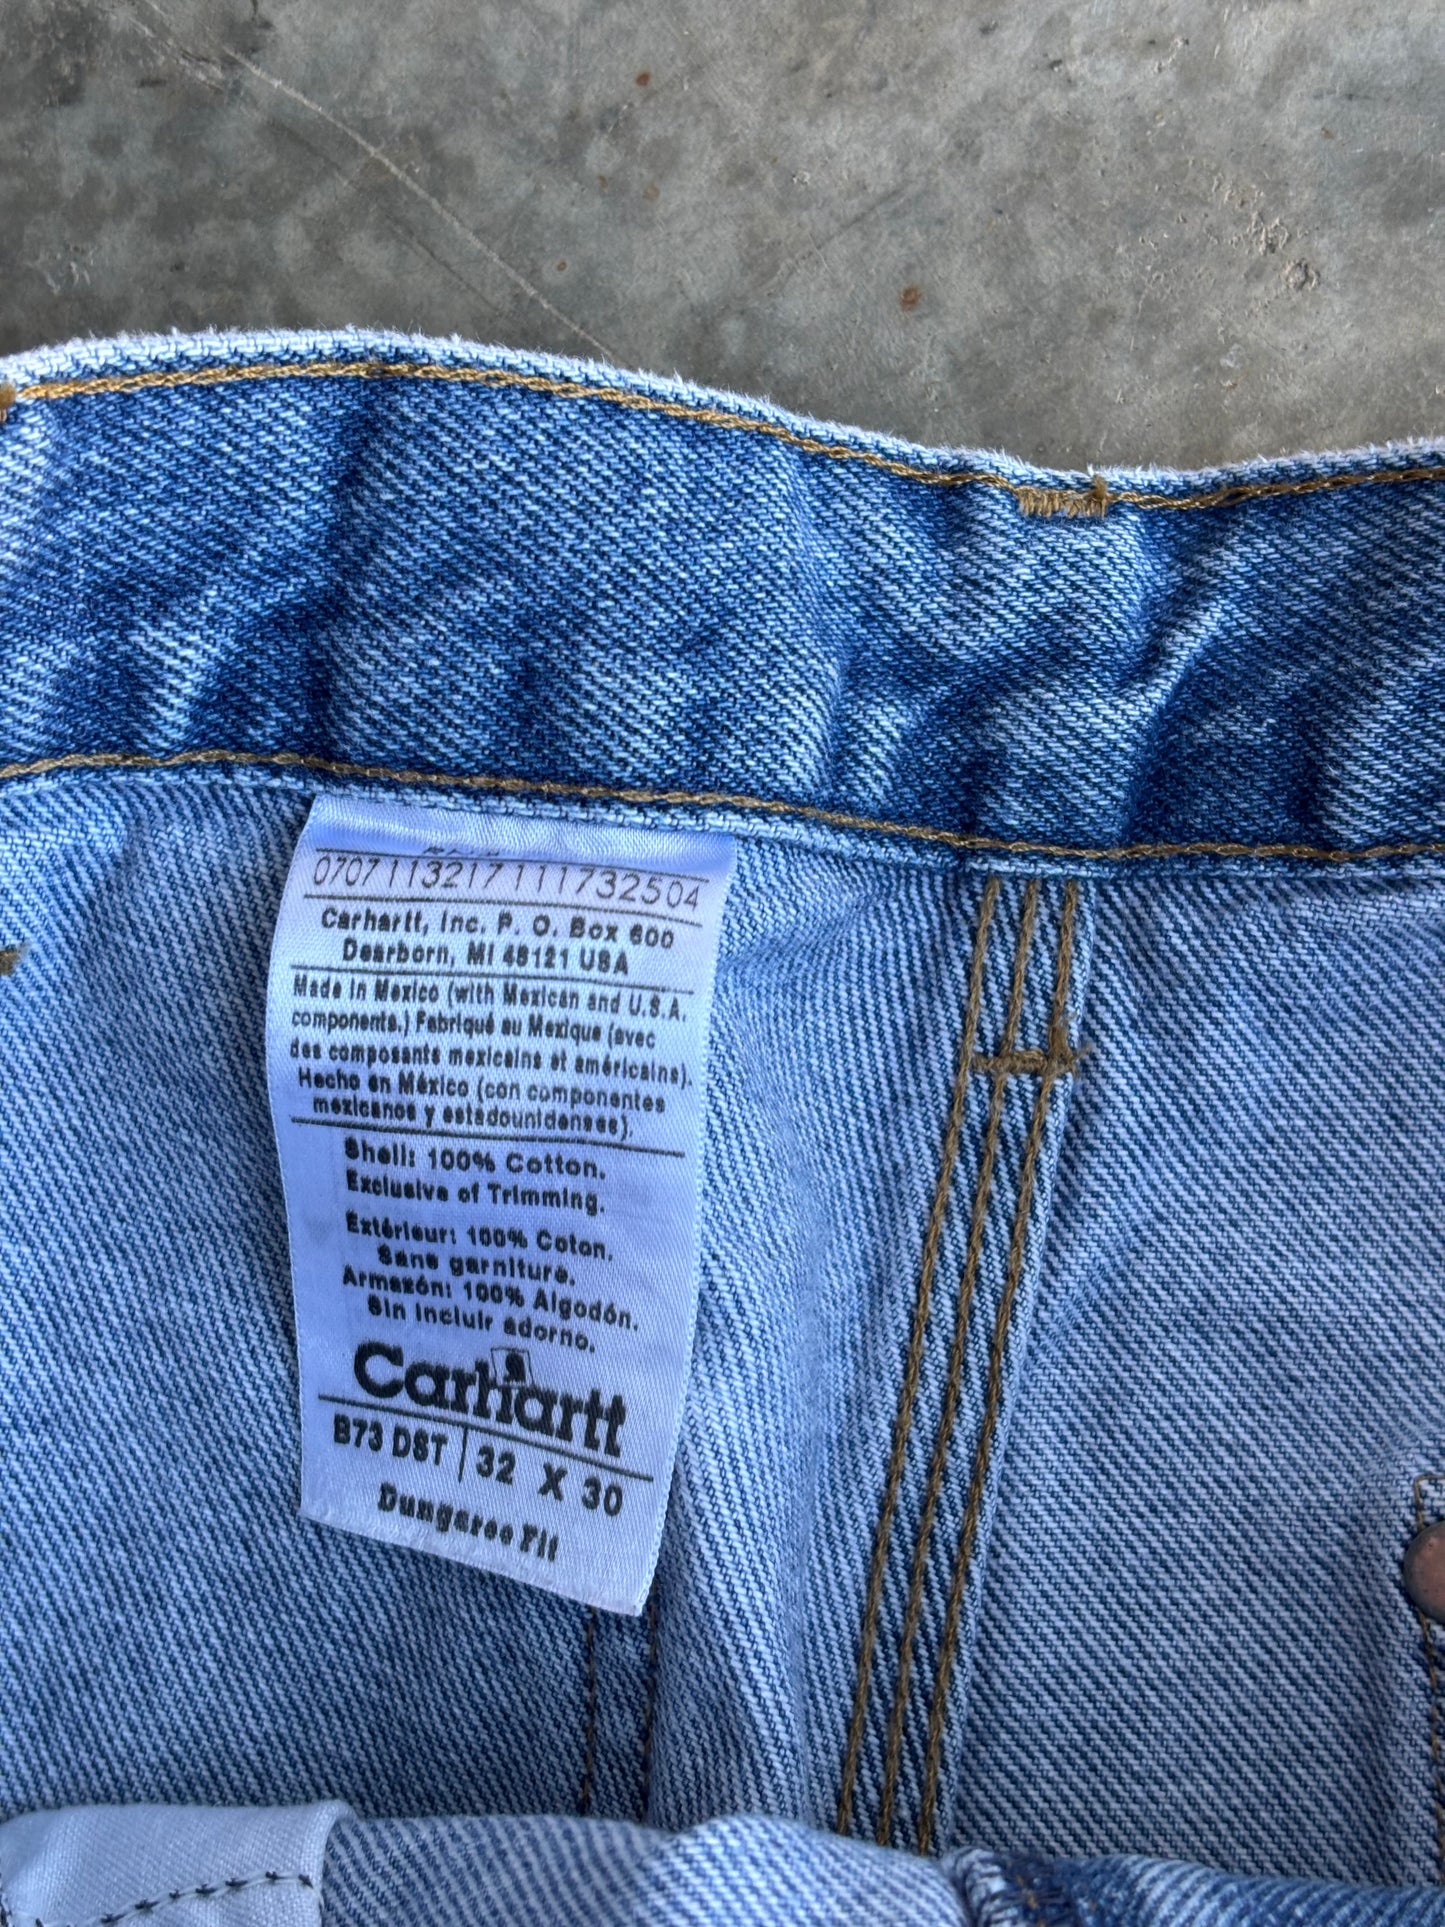 070711321711173250​4
Carhartt, Inc. P. O. Box 600
Dearborn, MI 48121 USA
Made in Mexico (with Mexican and U.S.A.
components.) Fabriqué au Mexique (avec
des composants mexicains et américains).
Hecho en México (con componentes
mexicanos y estadounidenses).
Shell: 100% Cotton.
Exclusive of Trimming.
Extérieur: 100% Coton.
Sans garniture.
Armazón: 100% Algodón.
Sin incluir adorno.
Carhartt
B73 DST | 32 X 30
Dungaree Fit